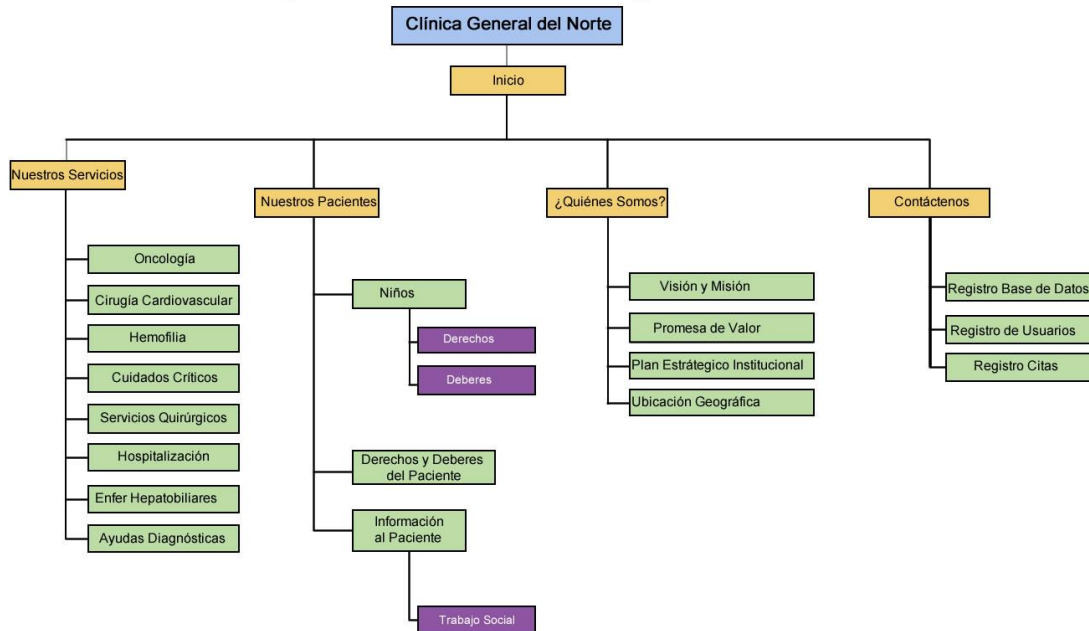 Clínica General del Norte
Inicio
Nuestros Servicios
Oncología
Cirugía Cardiovascular
Hemofilia
Cuidados Críticos
Servicios Quirúrgicos
Hospitalización
Enfer Hepatobiliares
Ayudas Diagnósticas
Nuestros Pacientes
Niños
Derechos
Deberes
Derechos y Deberes
del Paciente
Información
al Paciente
Trabajo Social
¿Quiénes Somos?
Visión y Misión
Promesa de Valor
Plan Estrátegico Institucional
Ubicación Geográfica
Contáctenos
Registro Base de Datos
Registro de Usuarios
Registro Citas